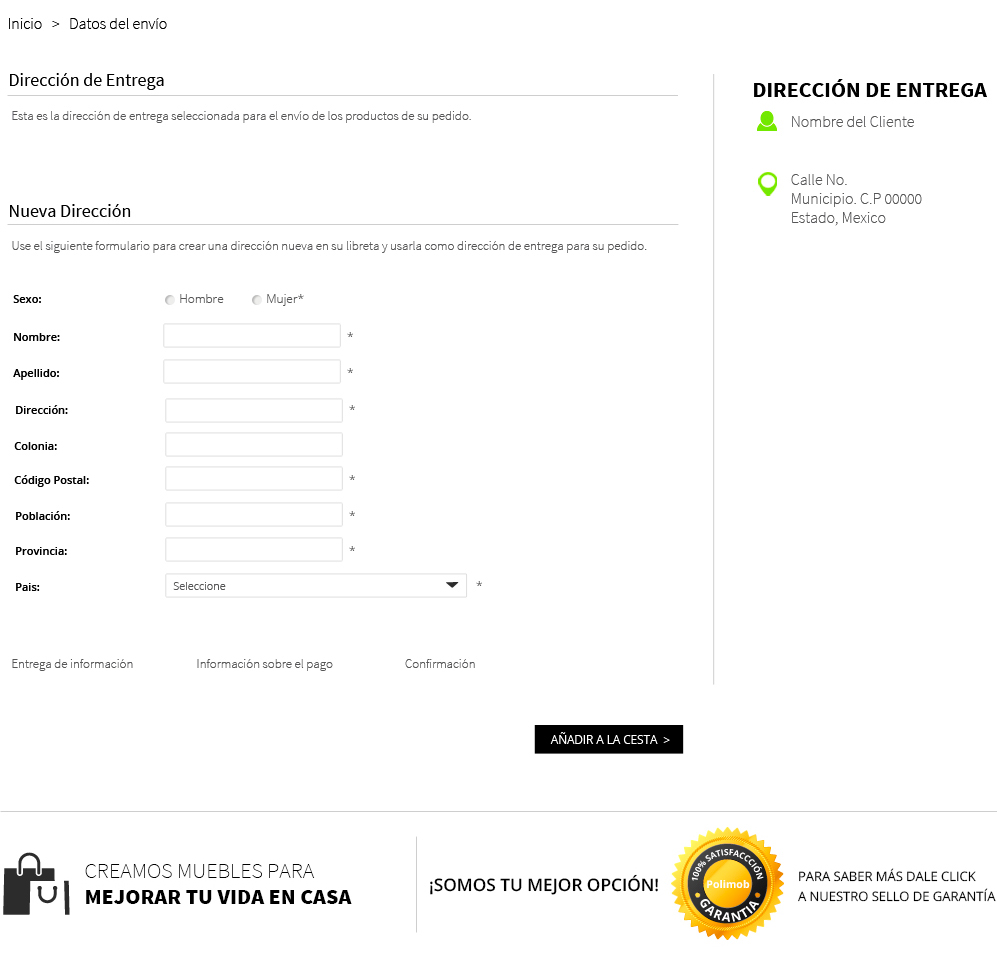 Inicio > Datos del envío
Dirección de Entrega
Esta es la dirección de entrega seleccionada para el envío de los productos de su pedido.
Nueva Dirección
Use el siguiente formulario para crear una dirección nueva en su libreta y usarla como dirección de entrega para su pedido.
Sexo: Hombre Mujer*
Nombre: *
Apellido: *
Dirección: *
Colonia:
Código Postal: *
Población: *
Provincia: *
Pais: Seleccione *
Entrega de información Información sobre el pago Confirmación
AÑADIR A LA CESTA >
DIRECCIÓN DE ENTREGA
Nombre del Cliente
Calle No.
Municipio. C.P 00000
Estado, Mexico
CREAMOS MUEBLES PARA
MEJORAR TU VIDA EN CASA
¡SOMOS TU MEJOR OPCIÓN!
100% SATISFACCCIÓN
Polimob
GARANTIA
PARA SABER MÁS DALE CLICK
A NUESTRO SELLO DE GARANTÍA